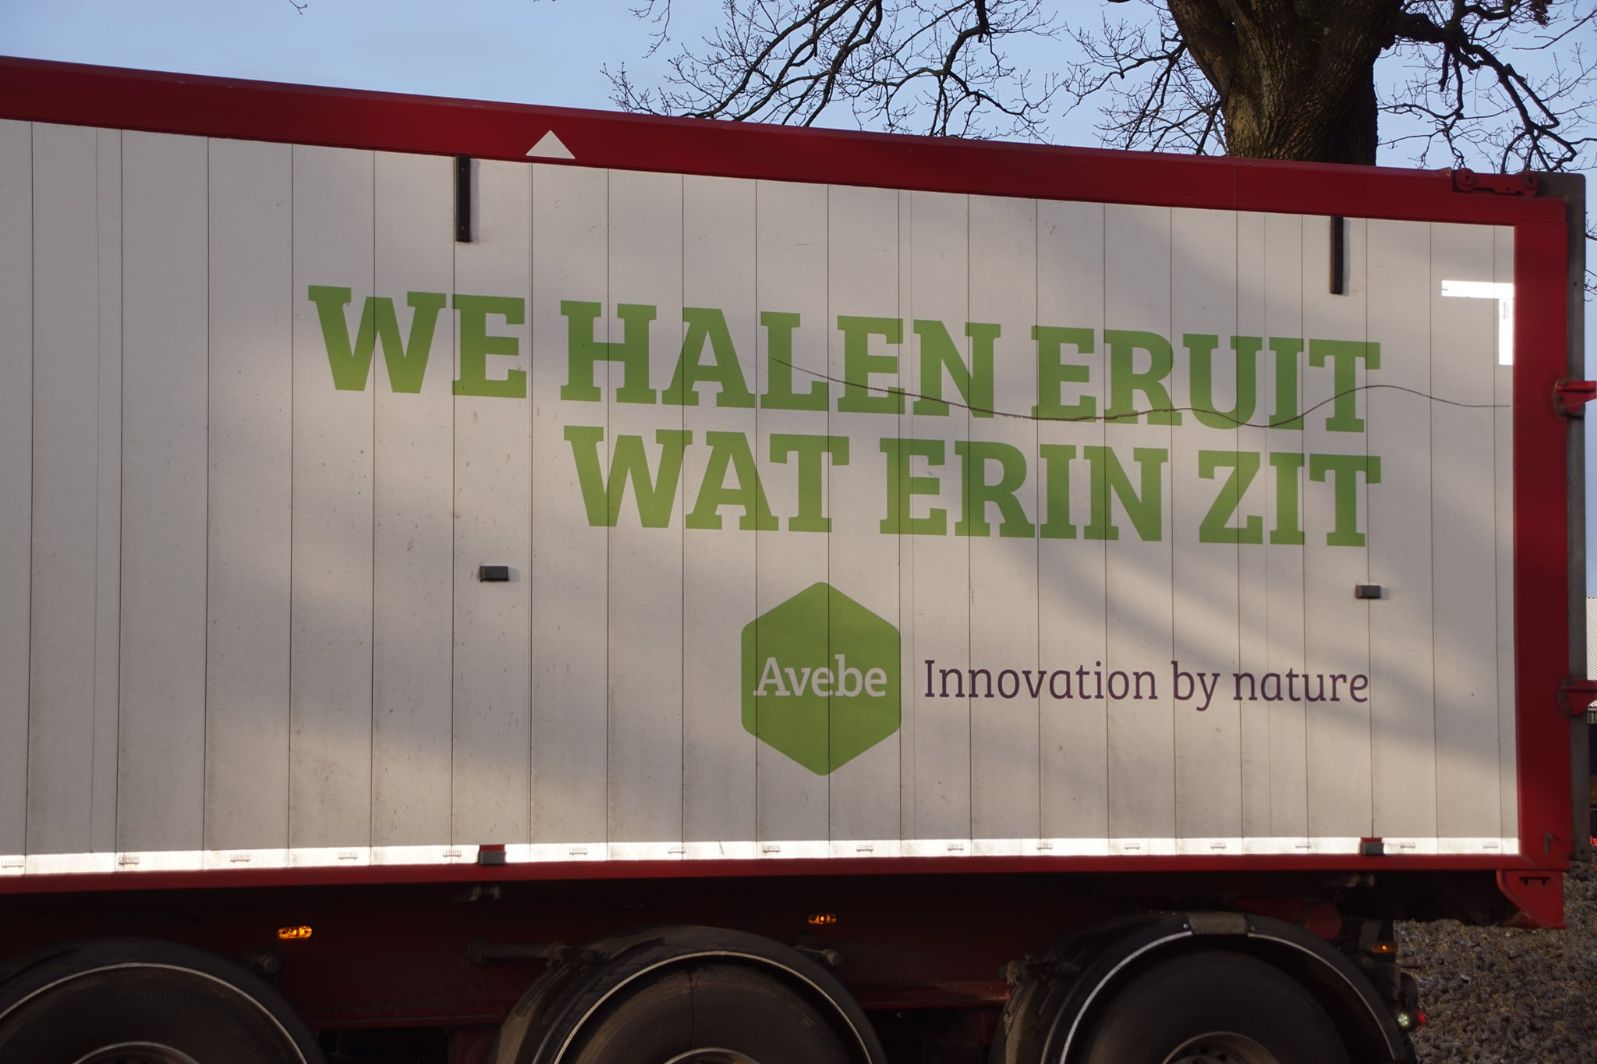 WE HALEN ERUIT
WAT ERIN ZIT
Avebe
Innovation by nature